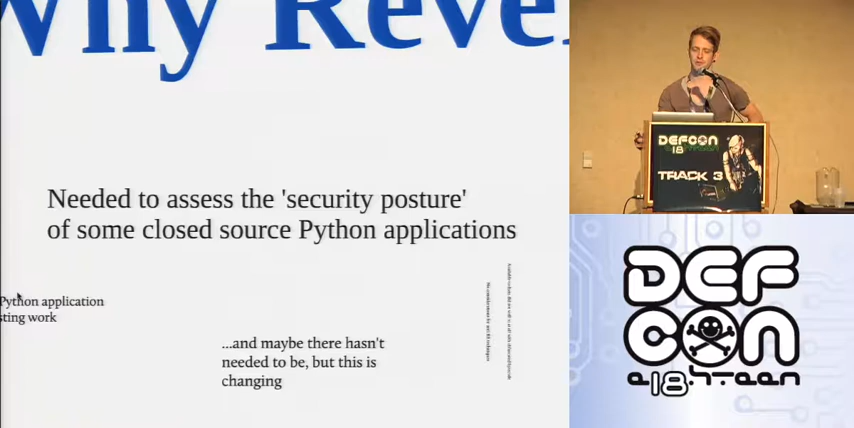 Why Reve
Needed to assess the 'security posture'
of some closed source Python applications
Python application
sting work
...and maybe there hasn't
needed to be, but this is
changing
DEFCON
18
TRACK 3
DEF
CON
e18hteen